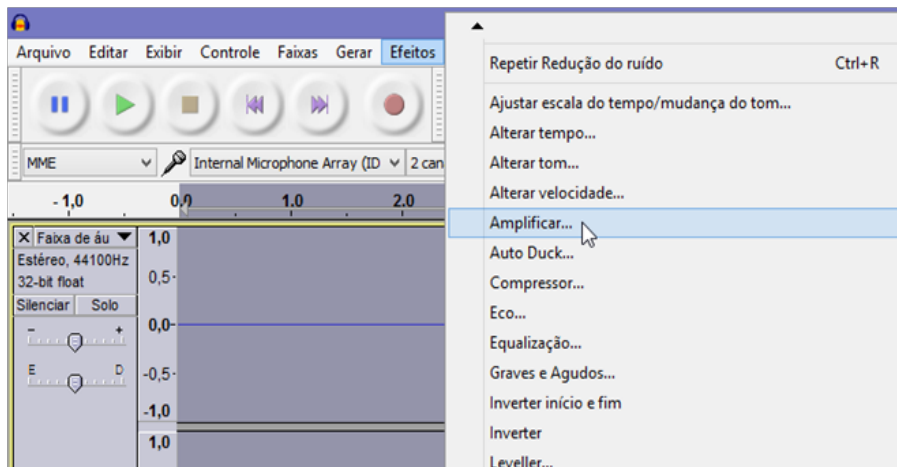 Arquivo Editar Exibir Controle Faixas Gerar Efeitos
MME Internal Microphone Array (ID 2 can
- 1,0 0,0 1.0 2.0
X Faixa de áu 1,0
Estéreo, 44100Hz
32-bit float 0,5
Silenciar Solo
- + 0,0
E D -0,5
-1,0
1,0
Repetir Redução do ruído Ctrl+R
Ajustar escala do tempo/mudança do tom...
Alterar tempo...
Alterar tom...
Alterar velocidade...
Amplificar...
Auto Duck...
Compressor...
Eco...
Equalização...
Graves e Agudos...
Inverter início e fim
Inverter
Leveller...